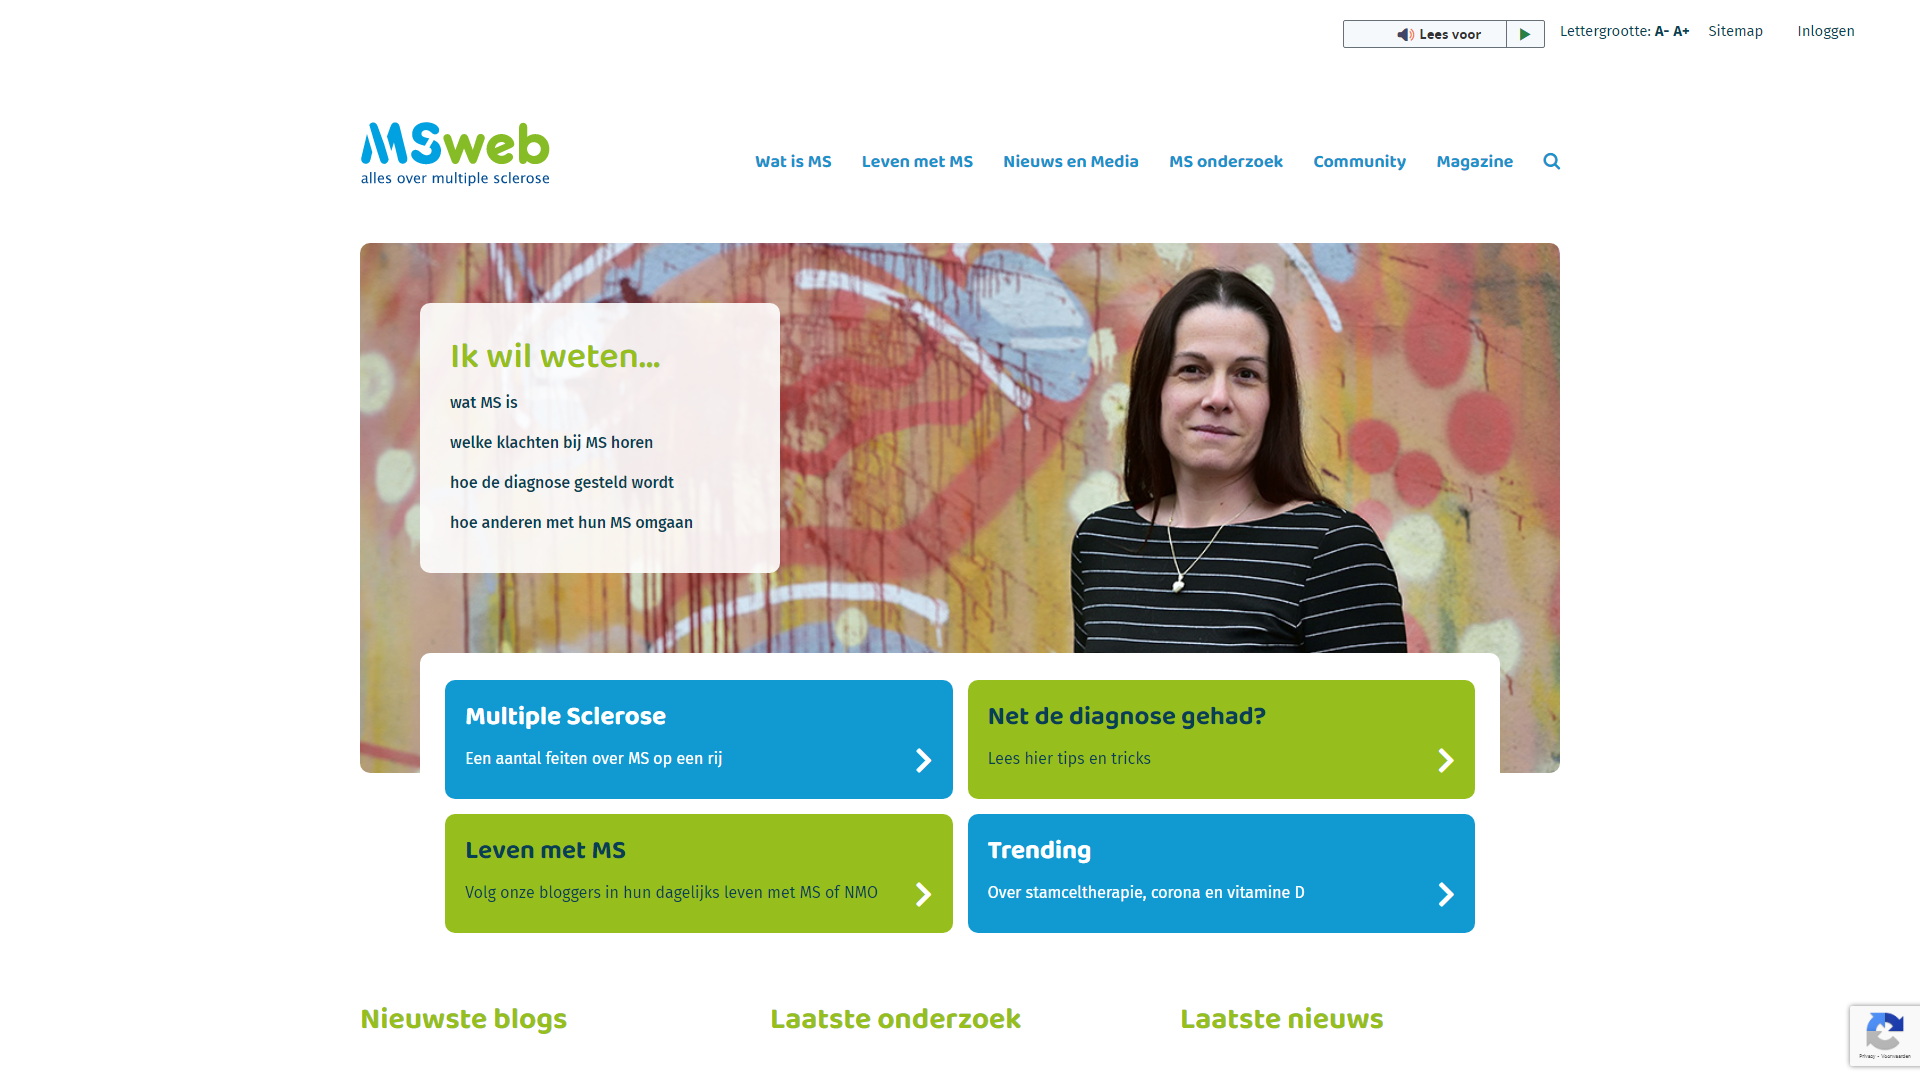 Lees voor
Lettergrootte: A- A+
Sitemap
Inloggen
MSweb
alles over multiple sclerose
Wat is MS
Leven met MS
Nieuws en Media
MS onderzoek
Community
Magazine
Ik wil weten...
wat MS is
welke klachten bij MS horen
hoe de diagnose gesteld wordt
hoe anderen met hun MS omgaan
Multiple Sclerose
Een aantal feiten over MS op een rij
Net de diagnose gehad?
Lees hier tips en tricks
Leven met MS
Volg onze bloggers in hun dagelijks leven met MS of NMO
Trending
Over stamceltherapie, corona en vitamine D
Nieuwste blogs
Laatste onderzoek
Laatste nieuws
Privacy - Voorwaarden